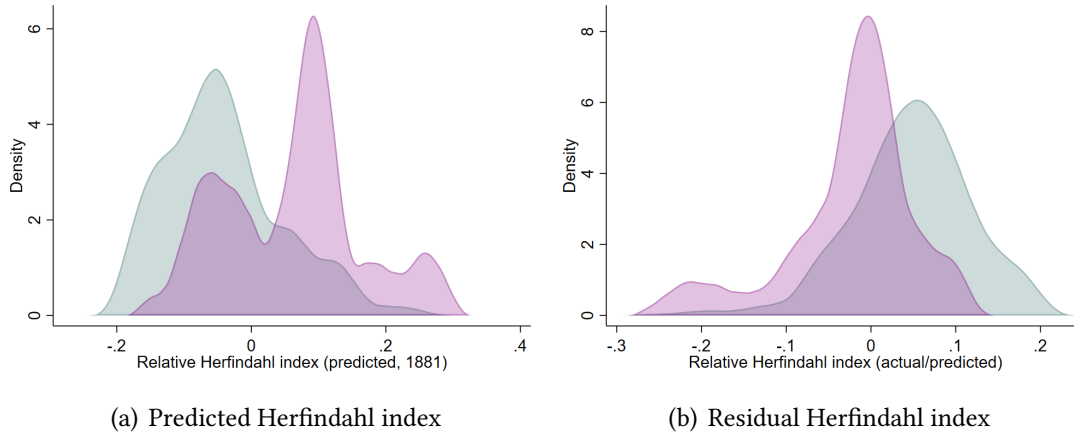 Density
6
4
2
0
-.2 0 .2 .4
Relative Herfindahl index (predicted, 1881)
(a) Predicted Herfindahl index
Density
8
6
4
2
0
-.3 -.2 -.1 0 .1 .2
Relative Herfindahl index (actual/predicted)
(b) Residual Herfindahl index